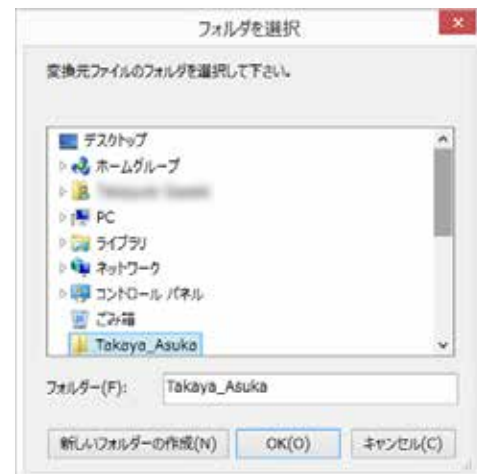 フォルダを選択
変換元ファイルのフォルダを選択して下さい。
デスクトップ
ホームグループ
PC
ライブラリ
ネットワーク
コントロール パネル
ごみ箱
Takaya_Asuka
フォルダー(F): Takaya_Asuka
新しいフォルダーの作成(N) OK(O) キャンセル(C)